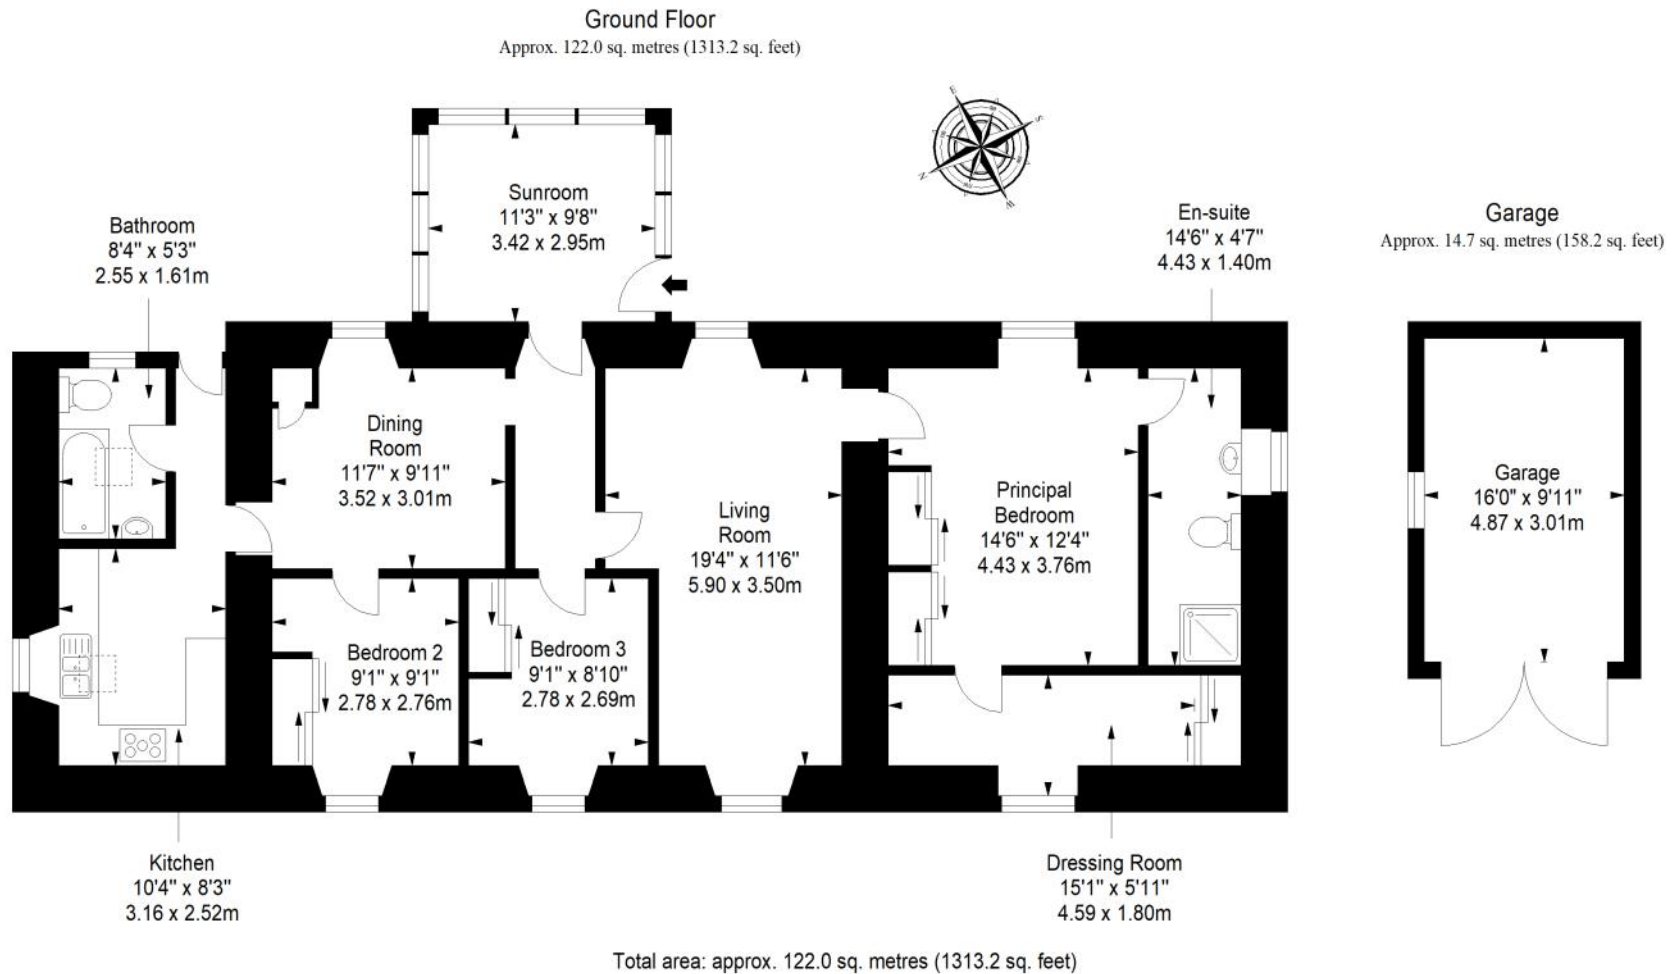 Ground Floor
Approx. 122.0 sq. metres (1313.2 sq. feet)
E
S
N
W
Sunroom
11'3" x 9'8"
3.42 x 2.95m
Bathroom
8'4" x 5'3"
2.55 x 1.61m
En-suite
14'6" x 4'7"
4.43 x 1.40m
Garage
Approx. 14.7 sq. metres (158.2 sq. feet)
Dining
Room
11'7" x 9'11"
3.52 x 3.01m
Living
Room
19'4" x 11'6"
5.90 x 3.50m
Principal
Bedroom
14'6" x 12'4"
4.43 x 3.76m
Garage
16'0" x 9'11"
4.87 x 3.01m
Bedroom 2
9'1" x 9'1"
2.78 x 2.76m
Bedroom 3
9'1" x 8'10"
2.78 x 2.69m
Kitchen
10'4" x 8'3"
3.16 x 2.52m
Dressing Room
15'1" x 5'11"
4.59 x 1.80m
Total area: approx. 122.0 sq. metres (1313.2 sq. feet)